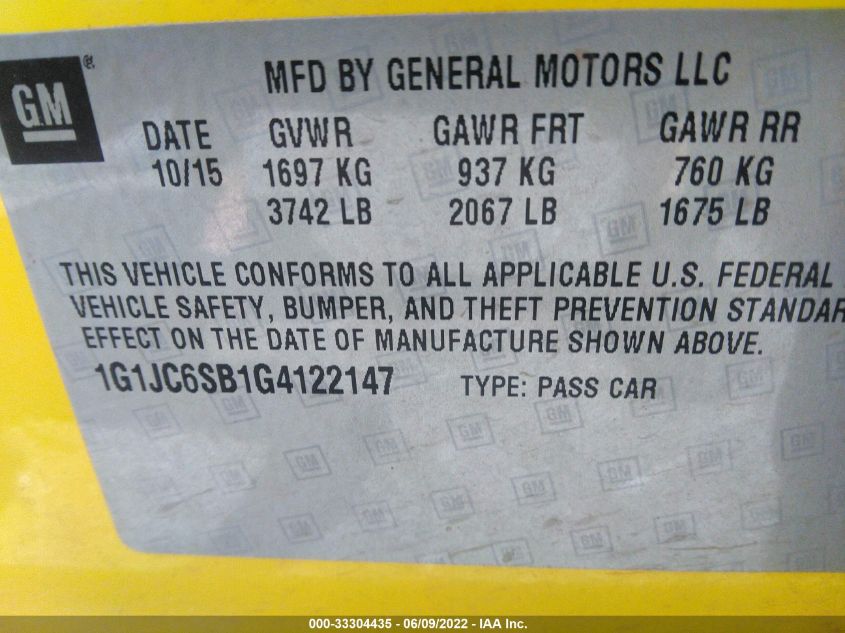 GM ®
MFD BY GENERAL MOTORS LLC
DATE GVWR GAWR FRT GAWR RR
10/15 1697 KG 937 KG 760 KG
3742 LB 2067 LB 1675 LB
THIS VEHICLE CONFORMS TO ALL APPLICABLE U.S. FEDERAL
VEHICLE SAFETY, BUMPER, AND THEFT PREVENTION STANDAR
EFFECT ON THE DATE OF MANUFACTURE SHOWN ABOVE.
1G1JC6SB1G4122147 TYPE: PASS CAR
000-33304435 - 06/09/2022 - IAA Inc.